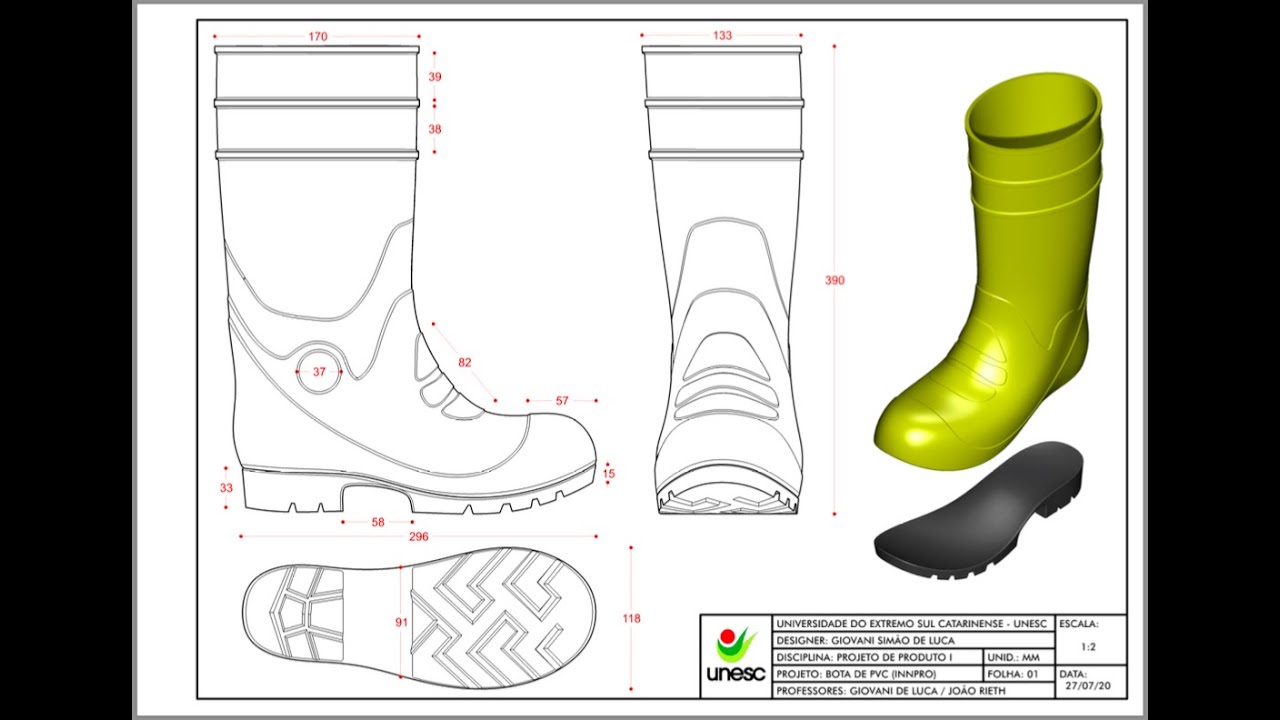 170
133
39
38
390
82
37
57
15
33
58
296
118
91
unesc
UNIVERSIDADE DO EXTREMO SUL CATARINENSE - UNESC
DESIGNER: GIOVANI SIMÃO DE LUCA
DISCIPLINA: PROJETO DE PRODUTO I
UNID.: MM
PROJETO: BOTA DE PVC (INNPRO)
FOLHA: 01
PROFESSORES: GIOVANI DE LUCA / JOÃO RIETH
ESCALA:
1:2
DATA:
27/07/20